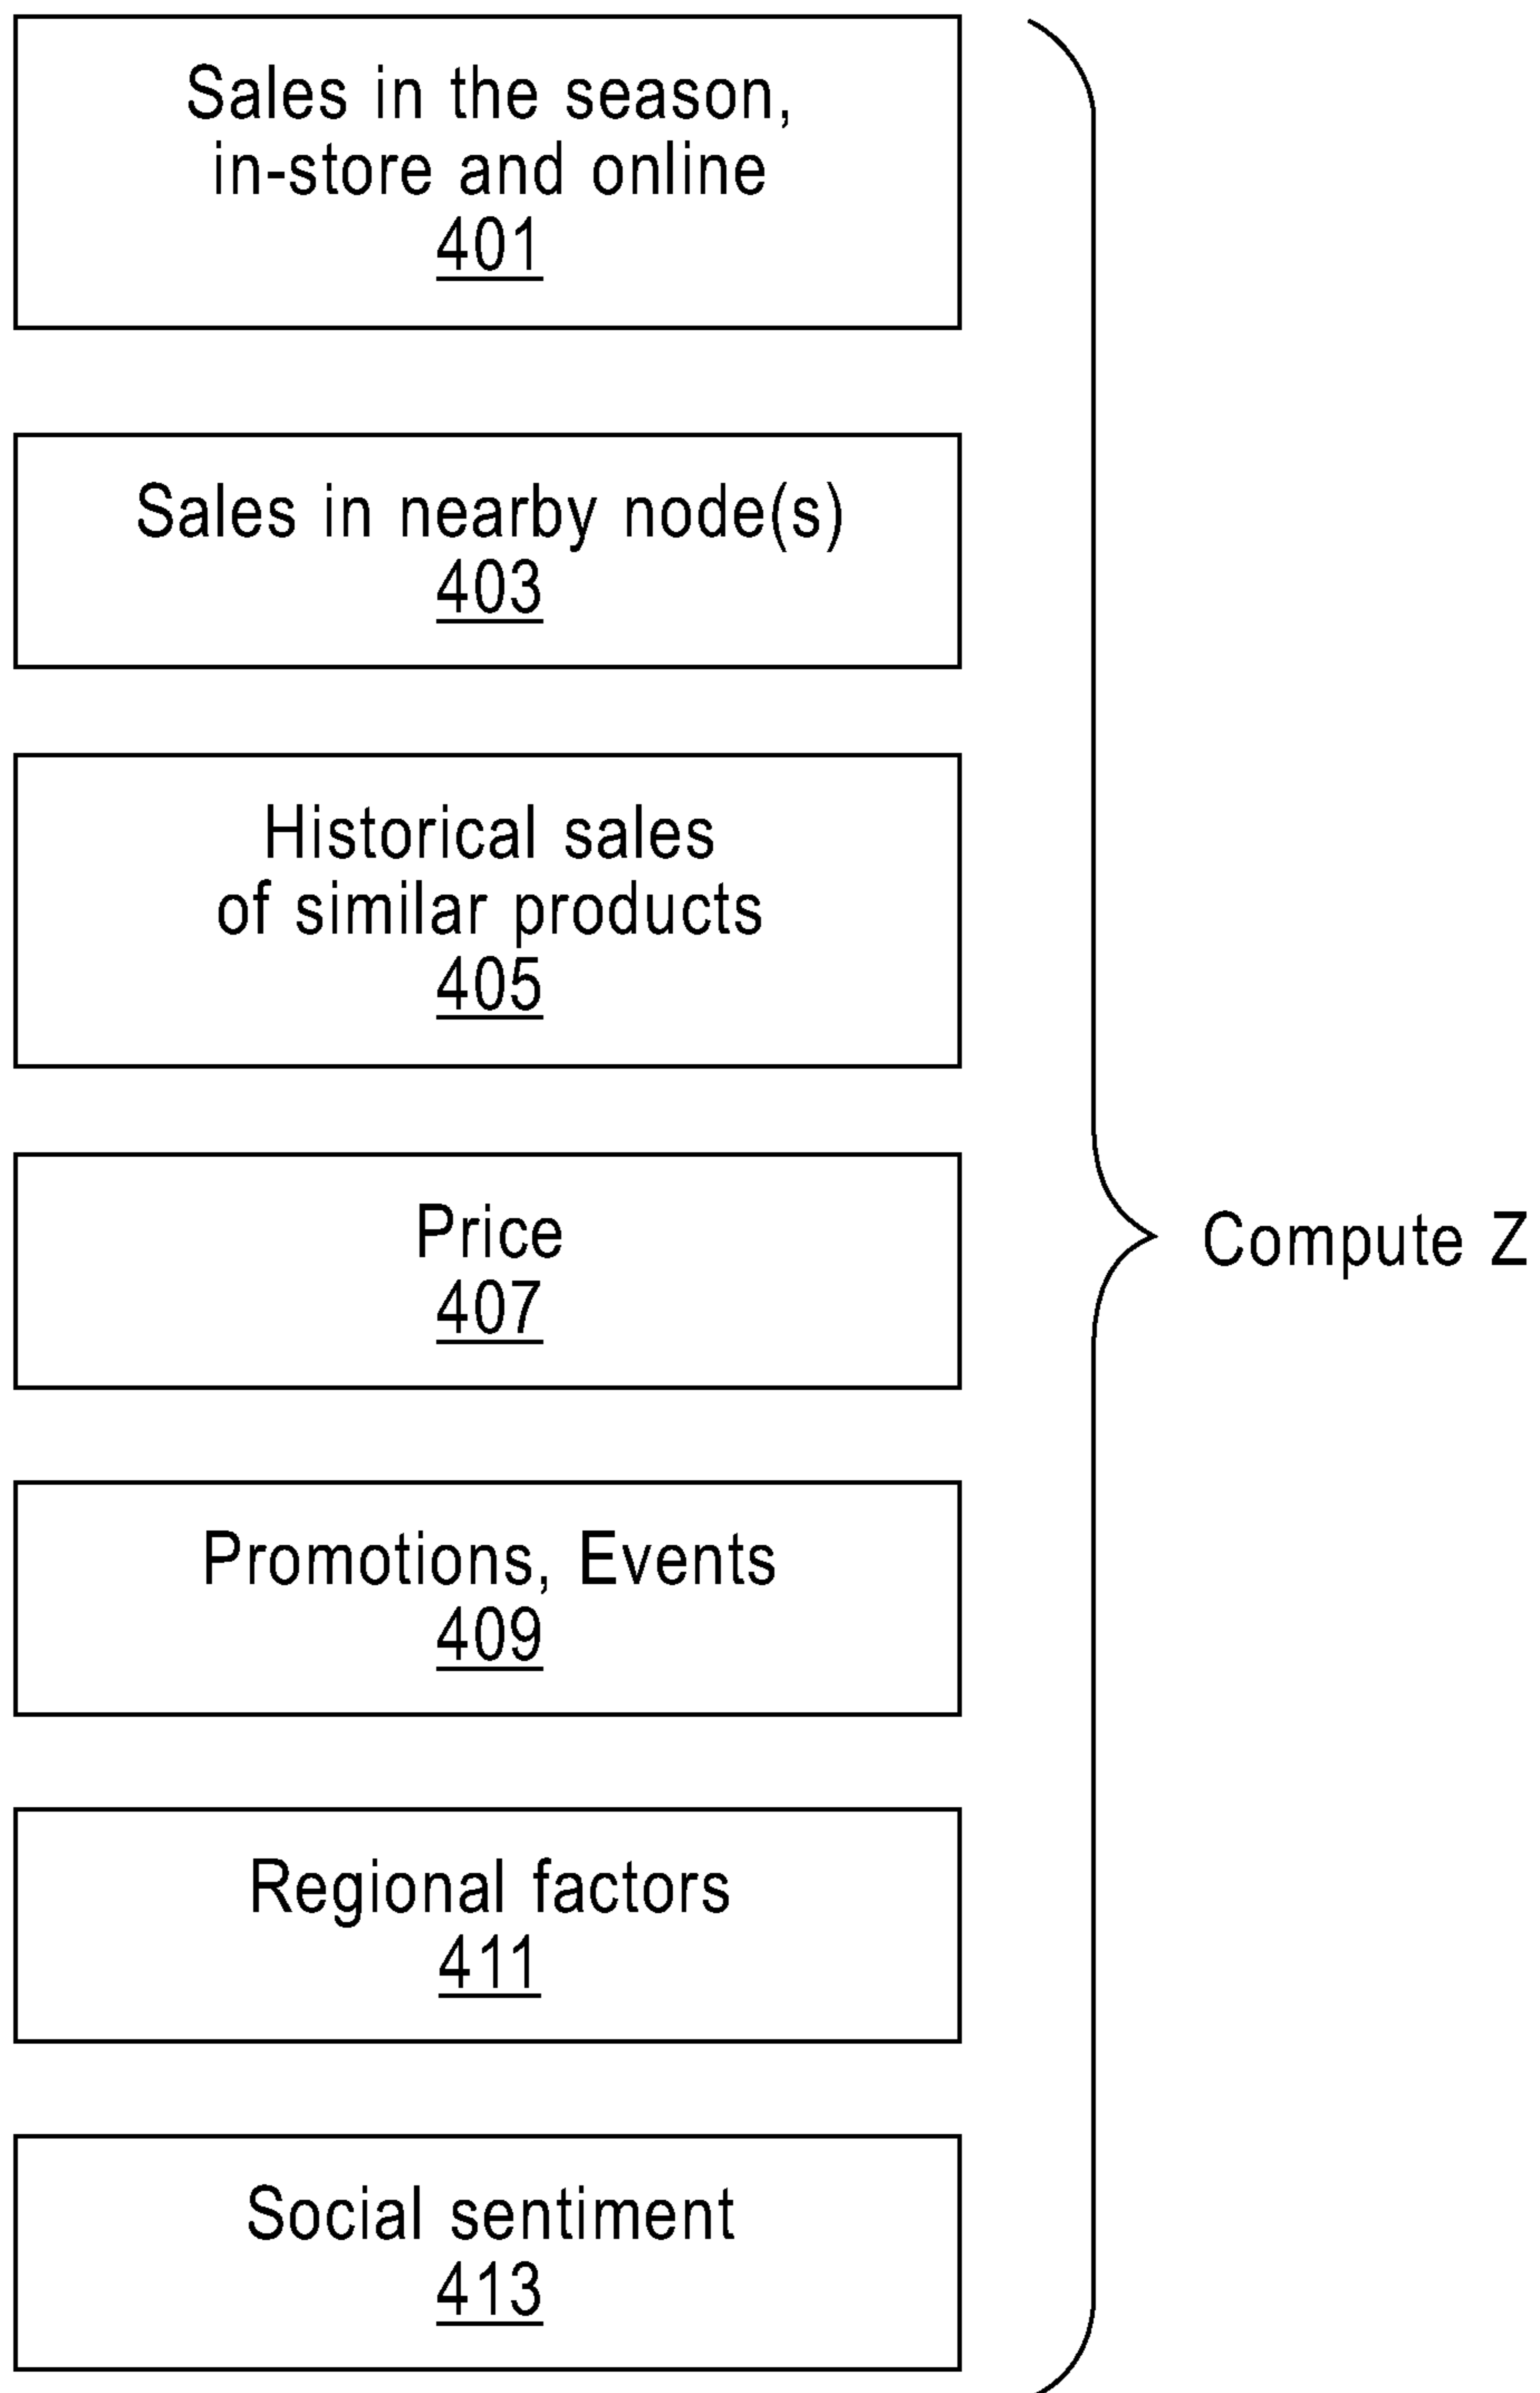 Sales in the season,
in-store and online
401
Sales in nearby node(s)
403
Historical sales
of similar products
405
Price
407
Promotions, Events
409
Regional factors
411
Social sentiment
413
Compute Z